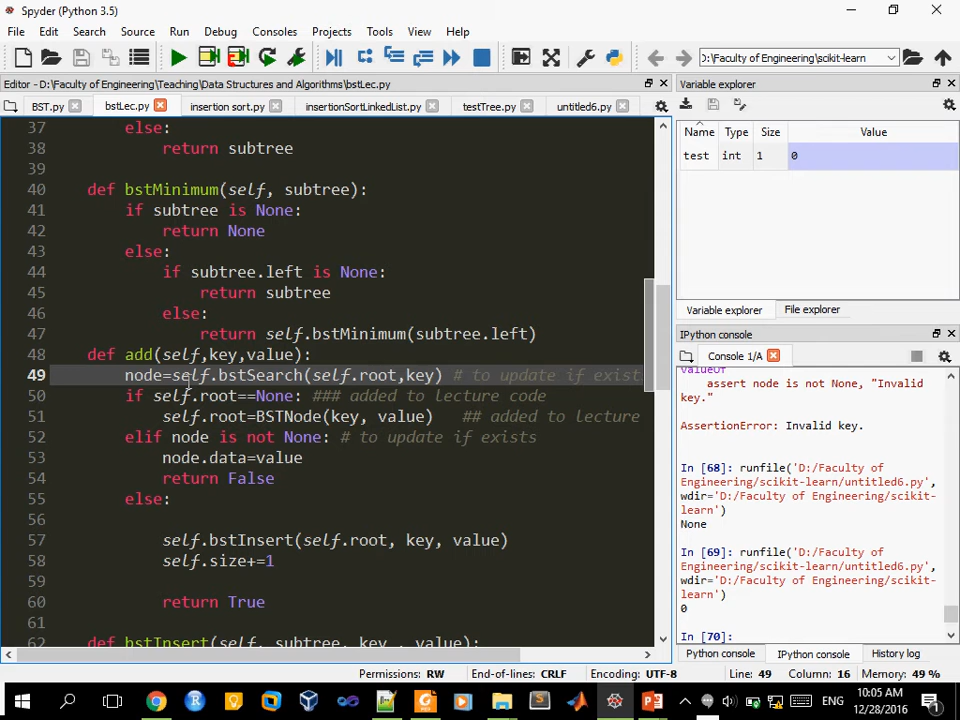 Spyder (Python 3.5)
File Edit Search Source Run Debug Consoles Projects Tools View Help
:\Faculty of Engineering\scikit-learn
Editor - D:\Faculty of Engineering\Teaching\Data Structures and Algorithms\bstLec.py
BST.py bstLec.py insertion sort.py insertionSortLinkedList.py testTree.py untitled6.py
37 else:
38 return subtree
39
40 def bstMinimum(self, subtree):
41 if subtree is None:
42 return None
43 else:
44 if subtree.left is None:
45 return subtree
46 else:
47 return self.bstMinimum(subtree.left)
48 def add(self,key,value):
49 node=self.bstSearch(self.root,key) # to update if exist
50 if self.root==None: ### added to lecture code
51 self.root=BSTNode(key, value) ## added to lecture
52 elif node is not None: # to update if exists
53 node.data=value
54 return False
55 else:
56
57 self.bstInsert(self.root, key, value)
58 self.size+=1
59
60 return True
61
62 def bstInsert(self, subtree, key , value):
Variable explorer
Name Type Size Value
test int 1 0
Variable explorer File explorer
IPython console
Console 1/A
valueOf
assert node is not None, "Invalid
key."
AssertionError: Invalid key.
In [68]: runfile('D:/Faculty of
Engineering/scikit-learn/untitled6.py',
wdir='D:/Faculty of Engineering/scikit-
learn')
None
In [69]: runfile('D:/Faculty of
Engineering/scikit-learn/untitled6.py',
wdir='D:/Faculty of Engineering/scikit-
learn')
0
In [70]:
Python console IPython console History log
Permissions: RW End-of-lines: CRLF Encoding: UTF-8 Line: 49 Column: 16 Memory: 49 %
ENG
10:05 AM
12/28/2016
1